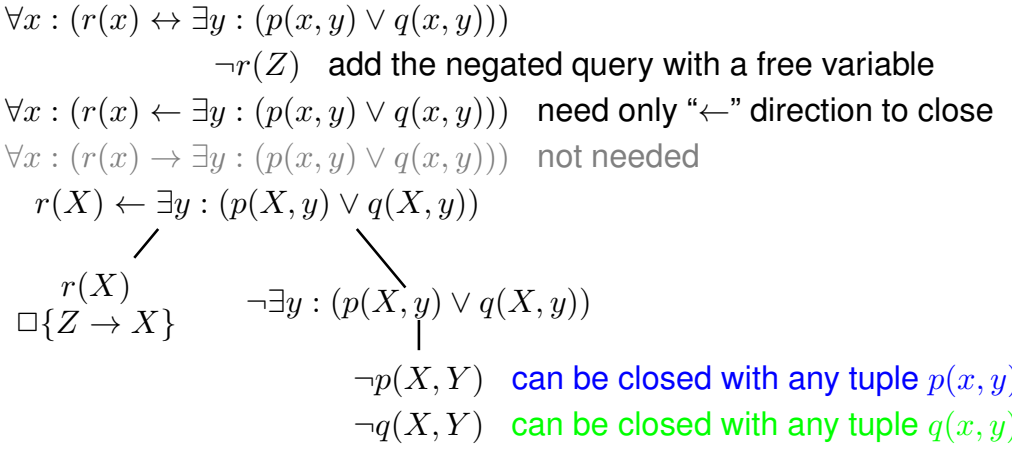 ∀x : (r(x) ↔ ∃y : (p(x, y) ∨ q(x, y)))
¬r(Z) add the negated query with a free variable
∀x : (r(x) ← ∃y : (p(x, y) ∨ q(x, y))) need only “←” direction to close
∀x : (r(x) → ∃y : (p(x, y) ∨ q(x, y))) not needed
r(X) ← ∃y : (p(X, y) ∨ q(X, y))
r(X)
□{Z → X}
¬∃y : (p(X, y) ∨ q(X, y))
¬p(X, Y) can be closed with any tuple p(x, y)
¬q(X, Y) can be closed with any tuple q(x, y)